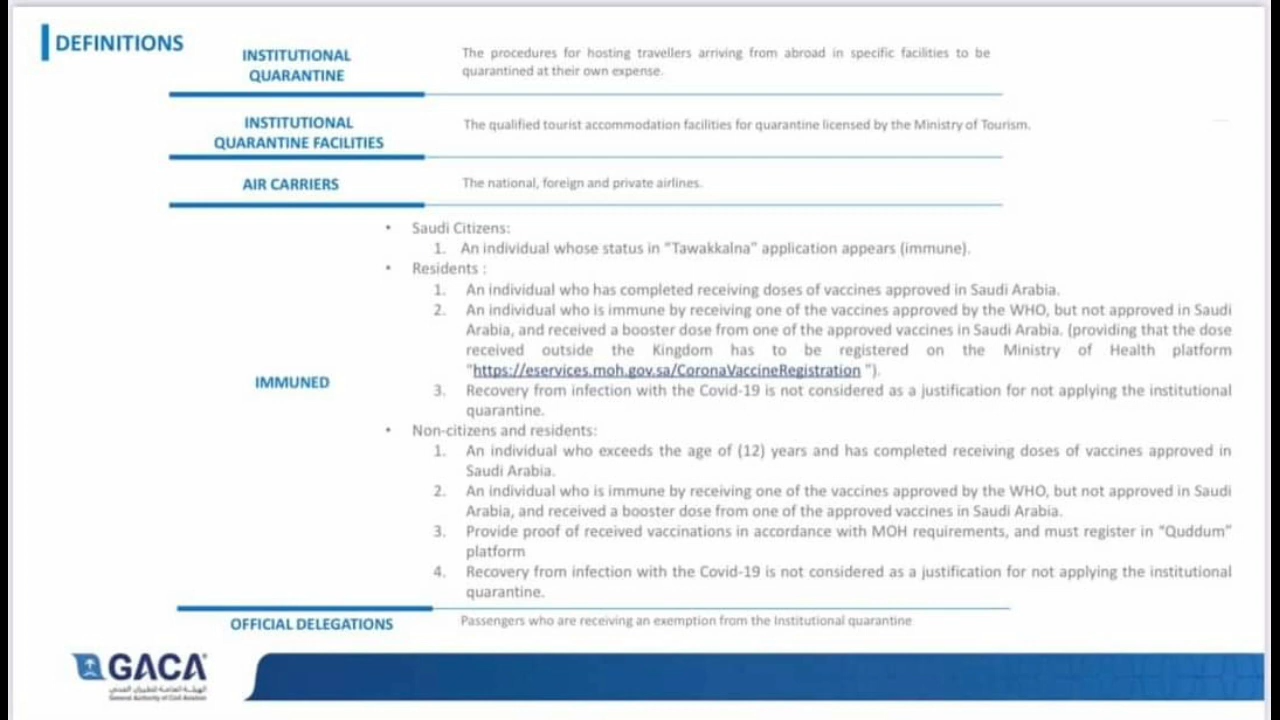 DEFINITIONS
INSTITUTIONAL
QUARANTINE
The procedures for hosting travellers arriving from abroad in specific facilities to be
quarantined at their own expense.
INSTITUTIONAL
QUARANTINE FACILITIES
The qualified tourist accommodation facilities for quarantine licensed by the Ministry of Tourism.
AIR CARRIERS
The national, foreign and private airlines.
IMMUNED
• Saudi Citizens:
1. An individual whose status in “Tawakkalna” application appears (immune).
• Residents :
1. An individual who has completed receiving doses of vaccines approved in Saudi Arabia.
2. An individual who is immune by receiving one of the vaccines approved by the WHO, but not approved in Saudi
Arabia, and received a booster dose from one of the approved vaccines in Saudi Arabia. (providing that the dose
received outside the Kingdom has to be registered on the Ministry of Health platform
"https://eservices.moh.gov.sa/CoronaVaccineRegistration ").
3. Recovery from infection with the Covid-19 is not considered as a justification for not applying the institutional
quarantine.
• Non-citizens and residents:
1. An individual who exceeds the age of (12) years and has completed receiving doses of vaccines approved in
Saudi Arabia.
2. An individual who is immune by receiving one of the vaccines approved by the WHO, but not approved in Saudi
Arabia, and received a booster dose from one of the approved vaccines in Saudi Arabia.
3. Provide proof of received vaccinations in accordance with MOH requirements, and must register in “Quddum”
platform
4. Recovery from infection with the Covid-19 is not considered as a justification for not applying the institutional
quarantine.
OFFICIAL DELEGATIONS
Passengers who are receiving an exemption from the Institutional quarantine
GACA
الهيئة العامة للطيران المدني
General Authority of Civil Aviation